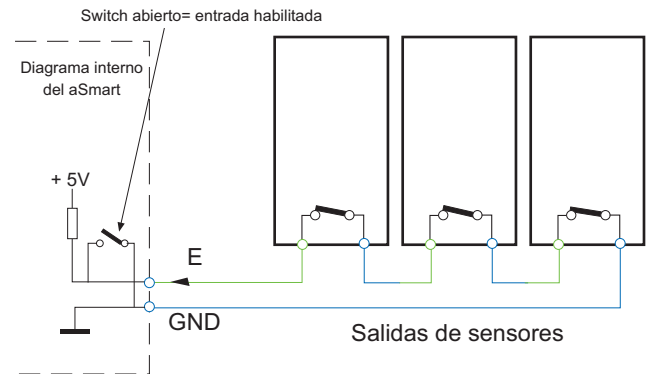 Switch abierto= entrada habilitada
Diagrama interno
del aSmart
+ 5V
E
GND
Salidas de sensores